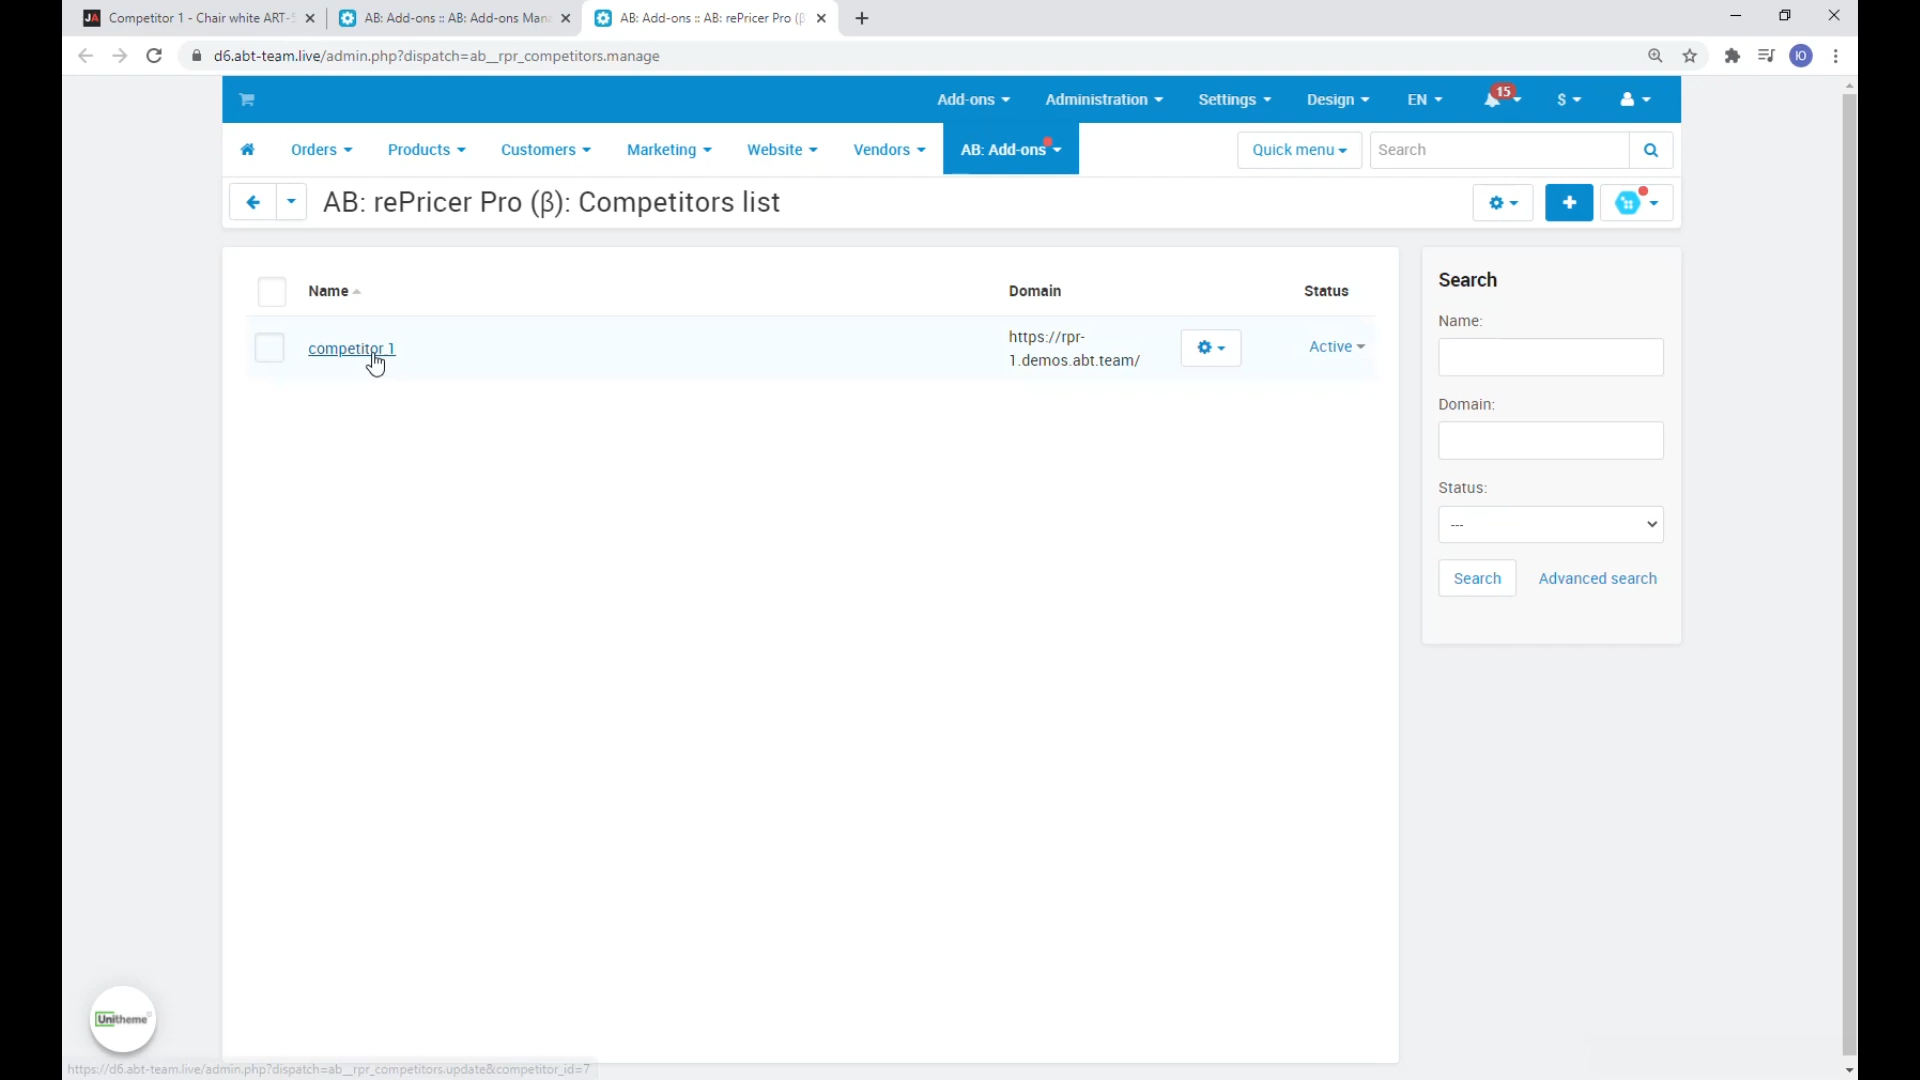 Competitor 1 - Chair white ART-
AB: Add-ons :: AB: Add-ons Man
AB: Add-ons :: AB: rePricer Pro (β
d6.abt-team.live/admin.php?dispatch=ab__rpr_competitors.manage
Ю
Add-ons
Administration
Settings
Design
EN
15
$
Orders
Products
Customers
Marketing
Website
Vendors
AB: Add-ons
Quick menu
Search
AB: rePricer Pro (β): Competitors list
Name
Domain
Status
competitor 1
https://rpr-
1.demos.abt.team/
Active
Search
Name:
Domain:
Status:
---
Search
Advanced search
Unitheme
https://d6.abt-team.live/admin.php?dispatch=ab__rpr_competitors.update&competitor_id=7